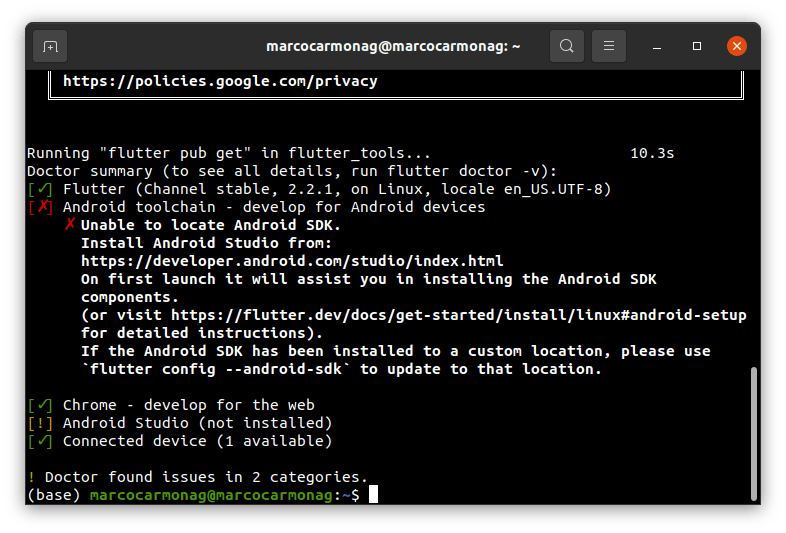 marcocarmonag@marcocarmonag: ~
https://policies.google.com/privacy
Running "flutter pub get" in flutter_tools... 10.3s
Doctor summary (to see all details, run flutter doctor -v):
[✓] Flutter (Channel stable, 2.2.1, on Linux, locale en_US.UTF-8)
[✗] Android toolchain - develop for Android devices
✗ Unable to locate Android SDK.
Install Android Studio from:
https://developer.android.com/studio/index.html
On first launch it will assist you in installing the Android SDK
components.
(or visit https://flutter.dev/docs/get-started/install/linux#android-setup
for detailed instructions).
If the Android SDK has been installed to a custom location, please use
`flutter config --android-sdk` to update to that location.
[✓] Chrome - develop for the web
[!] Android Studio (not installed)
[✓] Connected device (1 available)
! Doctor found issues in 2 categories.
(base) marcocarmonag@marcocarmonag:~$